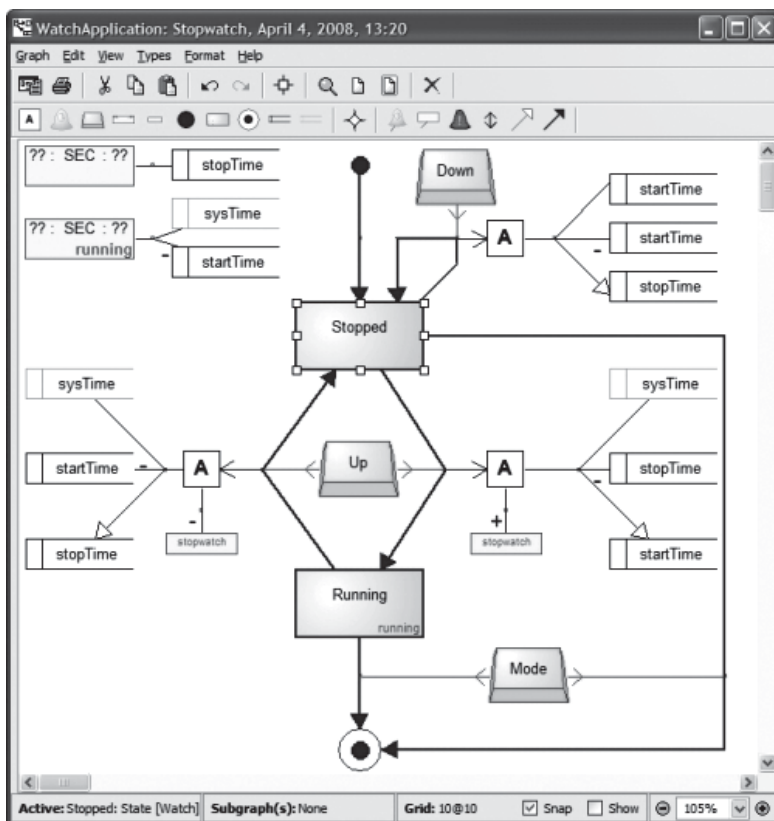 WatchApplication: Stopwatch, April 4, 2008, 13:20
Graph Edit View Types Format Help
A
?? : SEC : ??
stopTime
Down
startTime
?? : SEC : ??
running
sysTime
startTime
-
A
startTime
-
stopTime
Stopped
sysTime
sysTime
startTime
-
A
Up
A
stopTime
-
-
stopwatch
+
stopwatch
stopTime
startTime
Running
running
Mode
Active: Stopped: State [Watch] Subgraph(s): None Grid: 10@10 Snap Show 105%